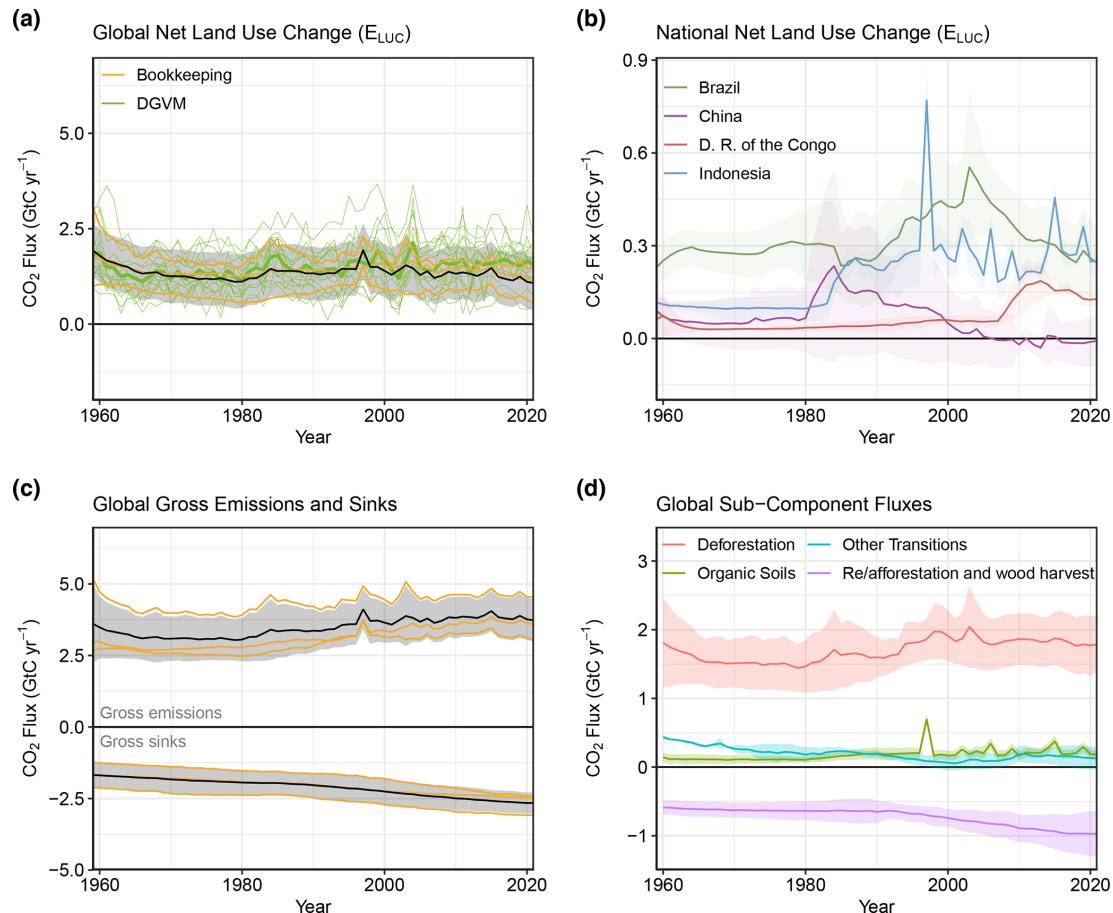 (a)
Global Net Land Use Change (E_LUC)
Bookkeeping
DGVM
CO₂ Flux (GtC yr⁻¹)
5.0
2.5
0.0
1960
1980
2000
2020
Year
(b)
National Net Land Use Change (E_LUC)
Brazil
China
D. R. of the Congo
Indonesia
CO₂ Flux (GtC yr⁻¹)
0.9
0.6
0.3
0.0
1960
1980
2000
2020
Year
(c)
Global Gross Emissions and Sinks
CO₂ Flux (GtC yr⁻¹)
5.0
2.5
0.0
−2.5
−5.0
Gross emissions
Gross sinks
1960
1980
2000
2020
Year
(d)
Global Sub−Component Fluxes
Deforestation
Other Transitions
Organic Soils
Re/afforestation and wood harvest
CO₂ Flux (GtC yr⁻¹)
3
2
1
0
−1
1960
1980
2000
2020
Year